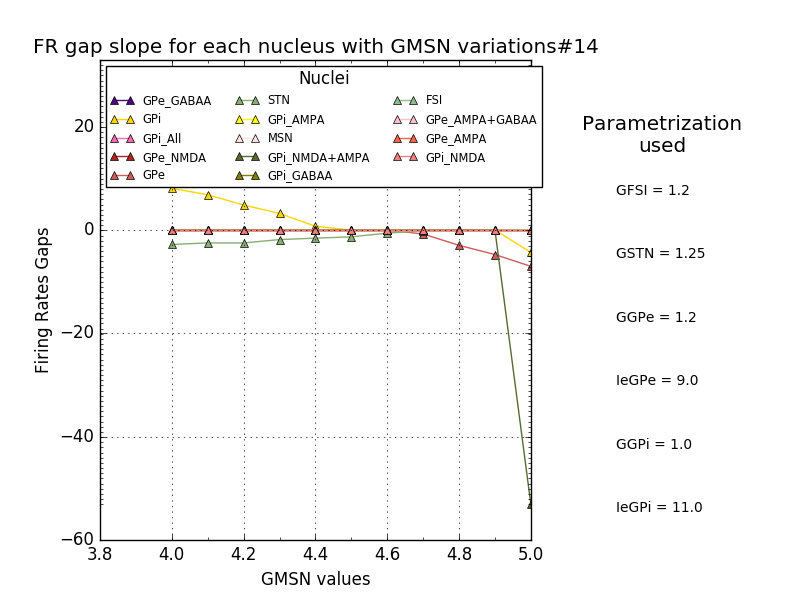 FR gap slope for each nucleus with GMSN variations#14
Nuclei
GPe_GABAA STN FSI
GPi GPi_AMPA GPe_AMPA+GABAA
GPi_All MSN GPe_AMPA
GPe_NMDA GPi_NMDA+AMPA GPi_NMDA
GPe GPi_GABAA
20
0
−20
−40
−60
Firing Rates Gaps
3.8 4.0 4.2 4.4 4.6 4.8 5.0
GMSN values
Parametrization
used
GFSI = 1.2
GSTN = 1.25
GGPe = 1.2
IeGPe = 9.0
GGPi = 1.0
IeGPi = 11.0